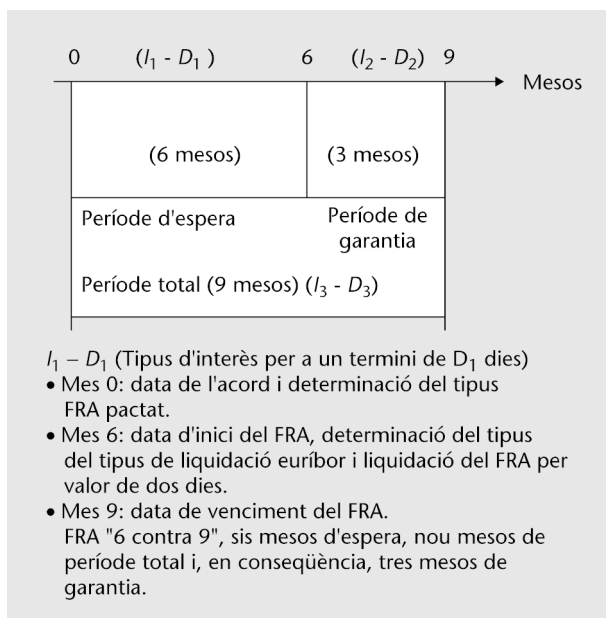 0 (I₁ - D₁ ) 6 (I₂ - D₂) 9
Mesos
(6 mesos) (3 mesos)
Període d'espera
Període de
garantia
Període total (9 mesos) (I₃ - D₃)
I₁ – D₁ (Tipus d'interès per a un termini de D₁ dies)
• Mes 0: data de l'acord i determinació del tipus
FRA pactat.
• Mes 6: data d'inici del FRA, determinació del tipus
del tipus de liquidació euríbor i liquidació del FRA per
valor de dos dies.
• Mes 9: data de venciment del FRA.
FRA "6 contra 9", sis mesos d'espera, nou mesos de
període total i, en conseqüència, tres mesos de
garantia.